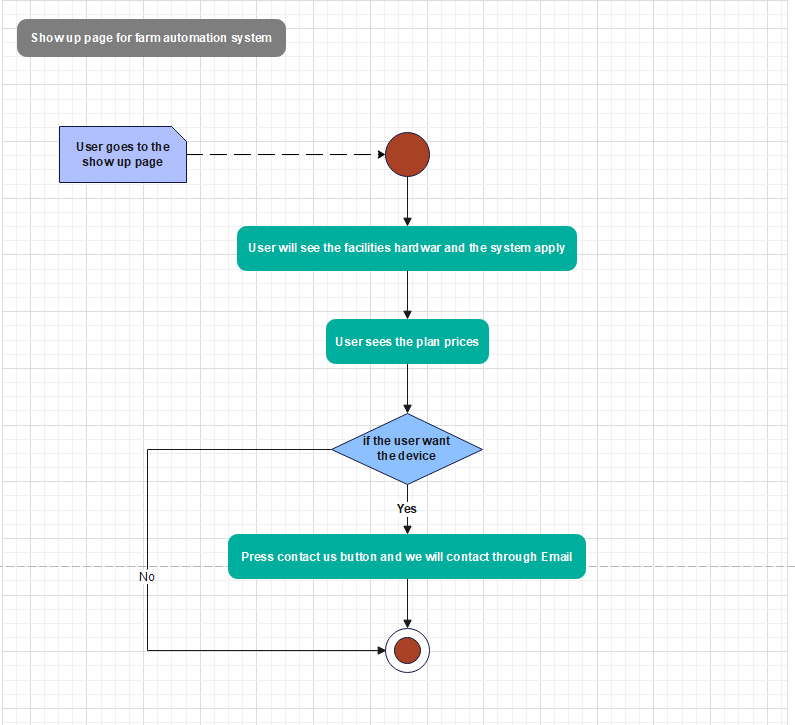 Show up page for farm automation system
User goes to the
show up page
User will see the facilities hardwar and the system apply
User sees the plan prices
if the user want
the device
Yes
Press contact us button and we will contact through Email
No